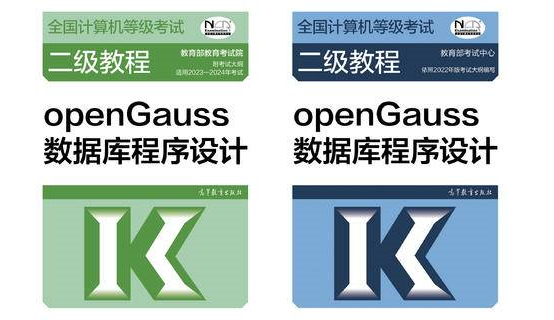 全国计算机等级考试
NCRE
Examination
二级教程
教育部教育考试院
附考试大纲
适用2023—2024年考试
openGauss
数据库程序设计
高等教育出版社
全国计算机等级考试
NCRE
Examination
二级教程
教育部考试中心
依照2022年版考试大纲编写
openGauss
数据库程序设计
高等教育出版社